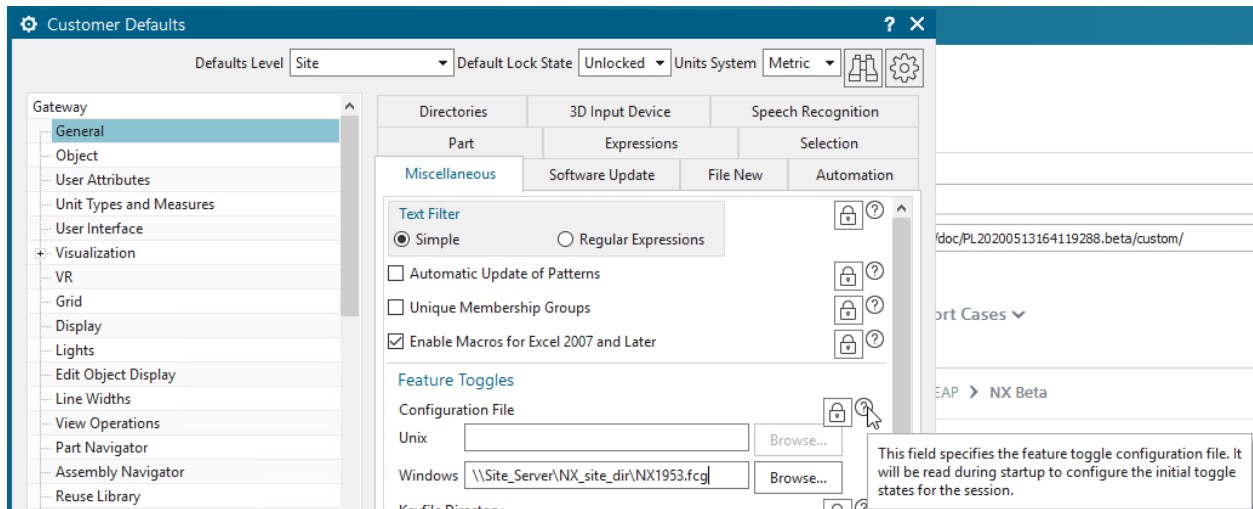 Customer Defaults ? ×
Defaults Level Site Default Lock State Unlocked Units System Metric
Gateway
General
Object
User Attributes
Unit Types and Measures
User Interface
Visualization
VR
Grid
Display
Lights
Edit Object Display
Line Widths
View Operations
Part Navigator
Assembly Navigator
Reuse Library
Directories 3D Input Device Speech Recognition
Part Expressions Selection
Miscellaneous Software Update File New Automation
Text Filter
Simple Regular Expressions
Automatic Update of Patterns
Unique Membership Groups
Enable Macros for Excel 2007 and Later
Feature Toggles
Configuration File
Unix Browse...
Windows \\Site_Server\NX_site_dir\NX1953.fcg Browse...
Keyfile Directory
/doc/PL20200513164119288.beta/custom/
ort Cases
EAP > NX Beta
This field specifies the feature toggle configuration file. It
will be read during startup to configure the initial toggle
states for the session.